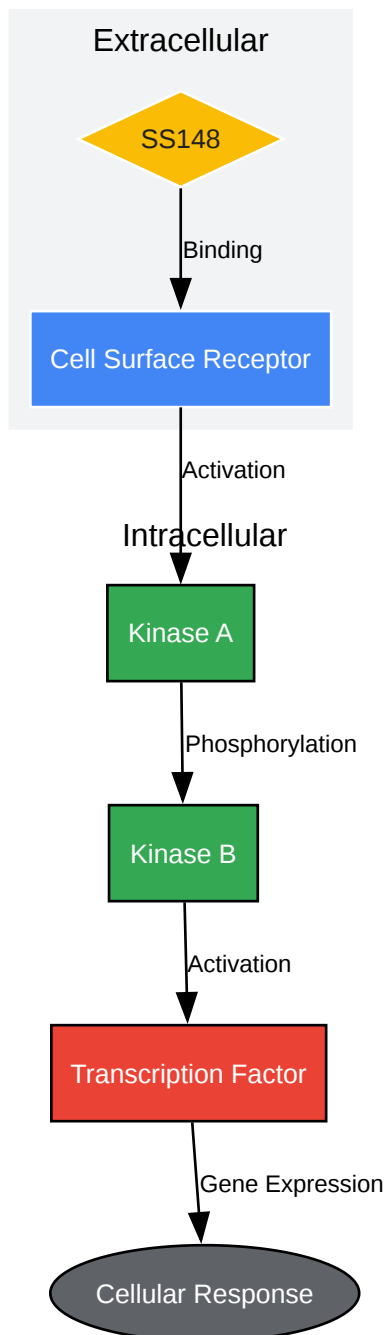 Extracellular
SS148
Binding
Cell Surface Receptor
Activation
Intracellular
Kinase A
Phosphorylation
Kinase B
Activation
Transcription Factor
Gene Expression
Cellular Response